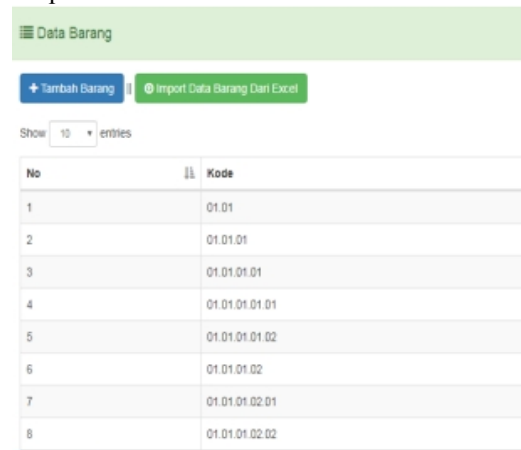 Data Barang
+ Tambah Barang || Import Data Barang Dari Excel
Show 10 entries
No Kode
1 01.01
2 01.01.01
3 01.01.01.01
4 01.01.01.01.01
5 01.01.01.01.02
6 01.01.01.02
7 01.01.01.02.01
8 01.01.01.02.02